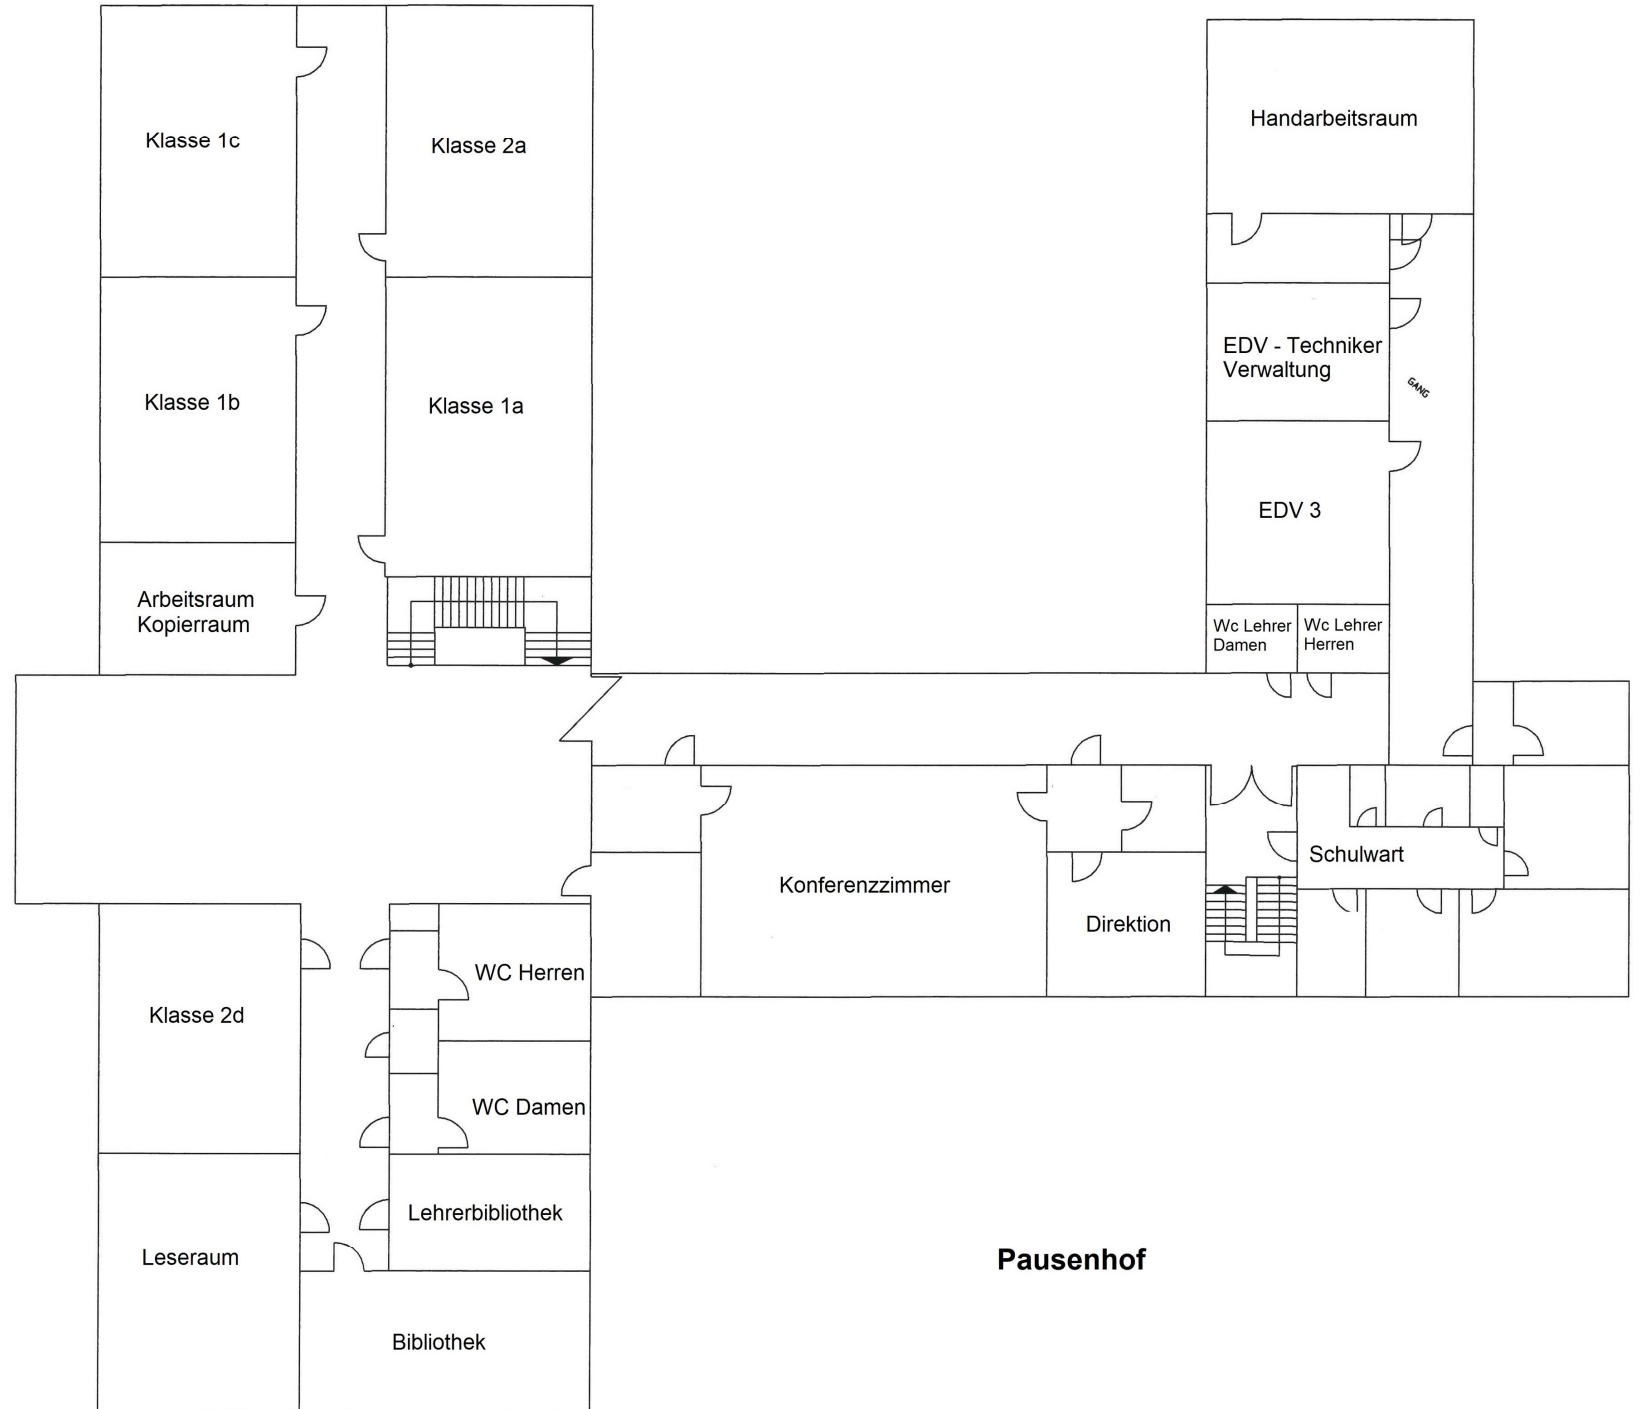 Klasse 1c
Klasse 2a
Handarbeitsraum
Klasse 1b
Klasse 1a
EDV - Techniker
Verwaltung
GANG
EDV 3
Arbeitsraum
Kopierraum
Wc Lehrer
Damen
Wc Lehrer
Herren
Konferenzzimmer
Direktion
Schulwart
WC Herren
Klasse 2d
WC Damen
Lehrerbibliothek
Leseraum
Bibliothek
Pausenhof